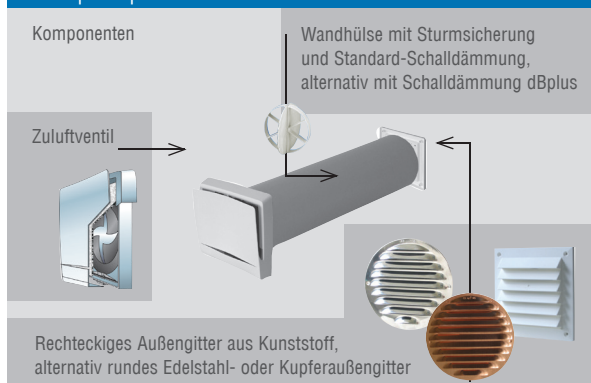 Komponenten
Wandhülse mit Sturmsicherung
und Standard-Schalldämmung,
alternativ mit Schalldämmung dBplus
Zuluftventil
Rechteckiges Außengitter aus Kunststoff,
alternativ rundes Edelstahl- oder Kupferaußengitter